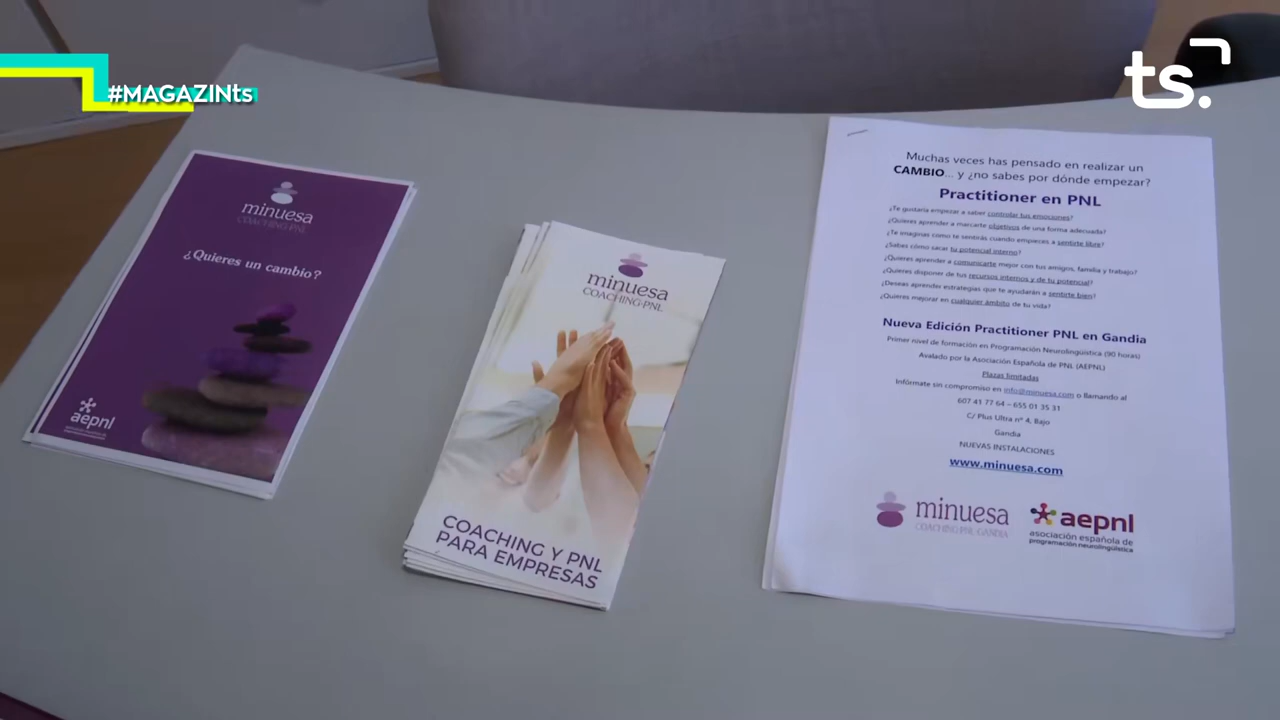 #MAGAZINts
ts.
minuesa
COACHING·PNL
¿Quieres un cambio?
aepnl
minuesa
COACHING·PNL
COACHING Y PNL
PARA EMPRESAS
Muchas veces has pensado en realizar un
CAMBIO... y ¿no sabes por dónde empezar?
Practitioner en PNL
¿Te gustaría empezar a saber controlar tus emociones?
¿Quieres aprender a marcarte objetivos de una forma adecuada?
¿Te imaginas como te sentirás cuando empieces a sentirte libre?
¿Sabes cómo sacar tu potencial interno?
¿Quieres aprender a comunicarte mejor con tus amigos, familia y trabajo?
¿Quieres disponer de tus recursos internos y de tu potencial?
¿Deseas aprender estrategias que te ayudarán a sentirte bien?
¿Quieres mejorar en cualquier ámbito de tu vida?
Nueva Edición Practitioner PNL en Gandia
Primer nivel de formación en Programación Neurolingüística (90 horas)
Avalado por la Asociación Española de PNL (AEPNL)
Plazas limitadas
Infórmate sin compromiso en info@minuesa.com o llamando al
607 41 77 64 – 655 01 35 31
C/ Plus Ultra nº 4, Bajo
Gandia
NUEVAS INSTALACIONES
www.minuesa.com
minuesa
COACHING·PNL GANDIA
aepnl
asociación española de
programación neurolingüística